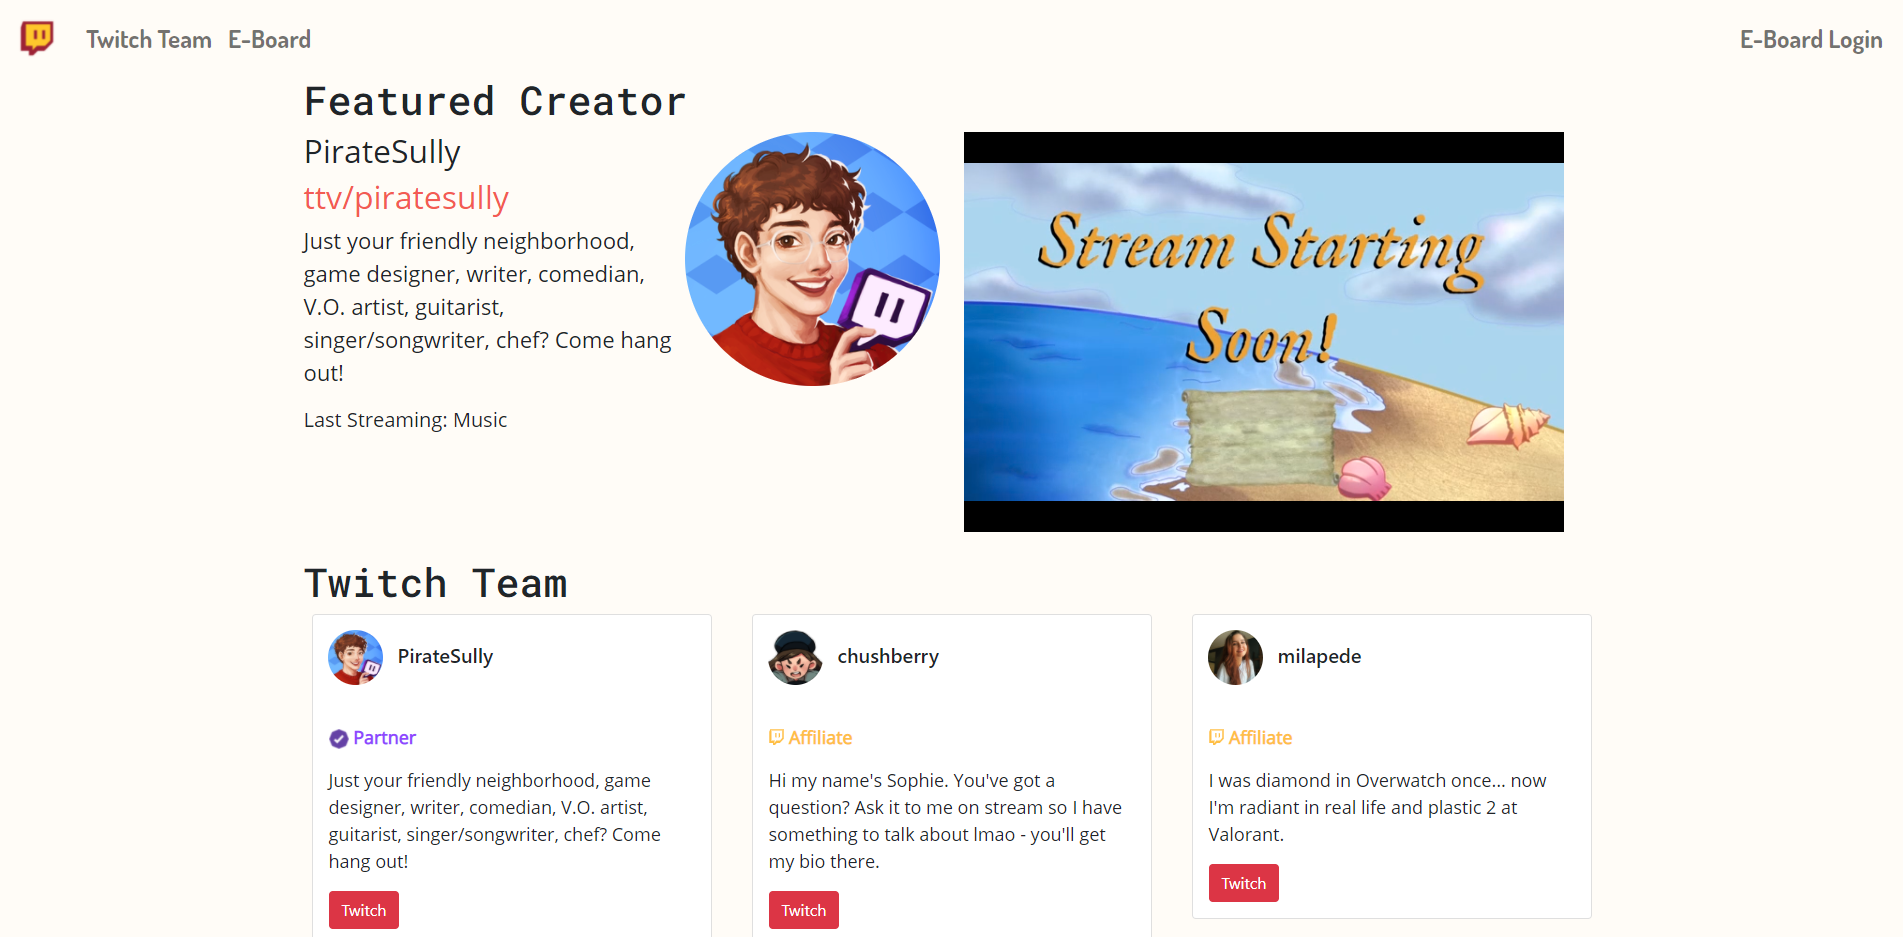 Twitch Team E-Board E-Board Login
Featured Creator
PirateSully
ttv/piratesully
Just your friendly neighborhood,
game designer, writer, comedian,
V.O. artist, guitarist,
singer/songwriter, chef? Come hang
out!
Last Streaming: Music
Stream Starting
Soon!
Twitch Team
PirateSully
Partner
Just your friendly neighborhood, game
designer, writer, comedian, V.O. artist,
guitarist, singer/songwriter, chef? Come
hang out!
Twitch
chushberry
Affiliate
Hi my name's Sophie. You've got a
question? Ask it to me on stream so I have
something to talk about lmao - you'll get
my bio there.
Twitch
milapede
Affiliate
I was diamond in Overwatch once... now
I'm radiant in real life and plastic 2 at
Valorant.
Twitch